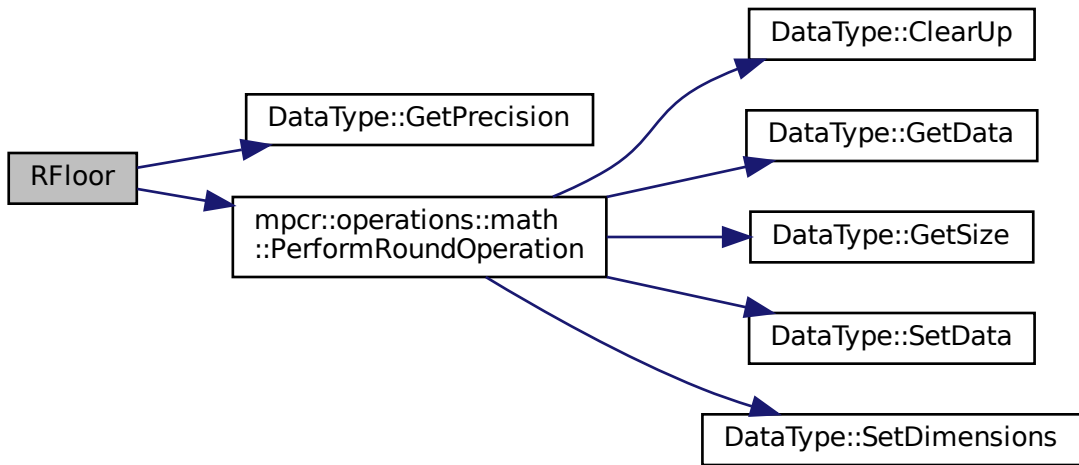 RFloor
DataType::GetPrecision
mpcr::operations::math
::PerformRoundOperation
DataType::ClearUp
DataType::GetData
DataType::GetSize
DataType::SetData
DataType::SetDimensions